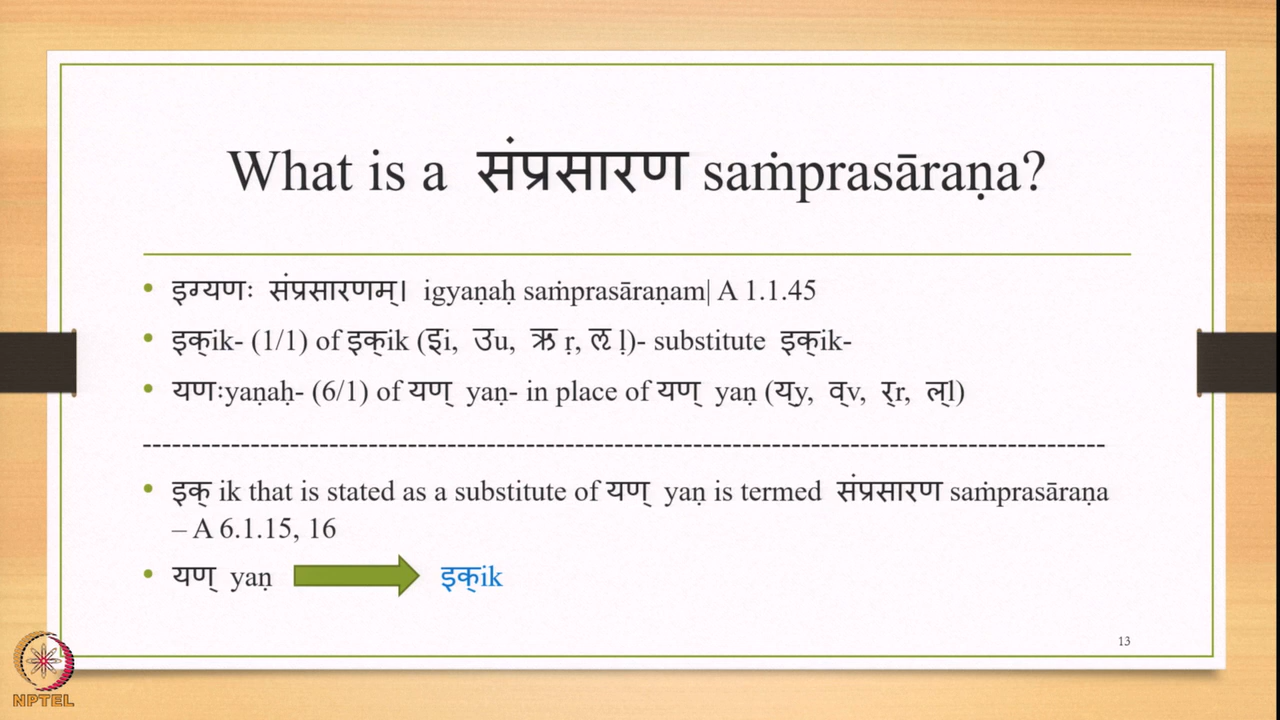 What is a संप्रसारण saṁprasāraṇa?
• इग्यणः संप्रसारणम्। igyaṇaḥ saṁprasāraṇam| A 1.1.45
• इक्ik- (1/1) of इक्ik (इi, उu, ऋ ṛ, ऌ ḷ)- substitute इक्ik-
• यणःyaṇaḥ- (6/1) of यण् yaṇ- in place of यण् yaṇ (य्y, व्v, र्r, ल्l)
--------------------------------------------------------------------------------------------------
• इक् ik that is stated as a substitute of यण् yaṇ is termed संप्रसारण saṁprasāraṇa
– A 6.1.15, 16
• यण् yaṇ इक्ik
13
NPTEL